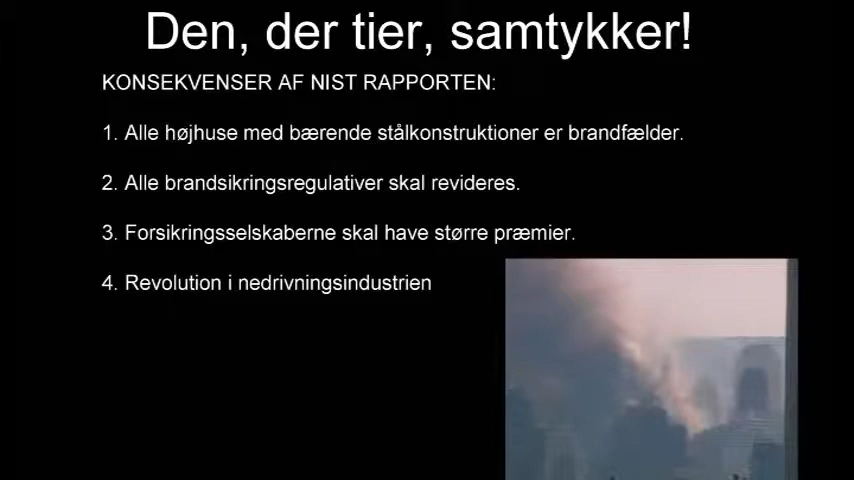 Den, der tier, samtykker!
KONSEKVENSER AF NIST RAPPORTEN:
1. Alle højhuse med bærende stålkonstruktioner er brandfælder.
2. Alle brandsikringsregulativer skal revideres.
3. Forsikringsselskaberne skal have større præmier.
4. Revolution i nedrivningsindustrien